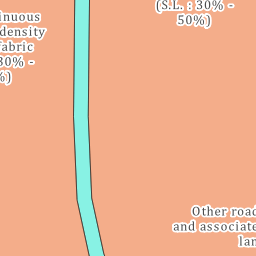 (S.L. : 30% -
50%)
inuous
density
fabric
30% -
%)
Other road
and associate
lan